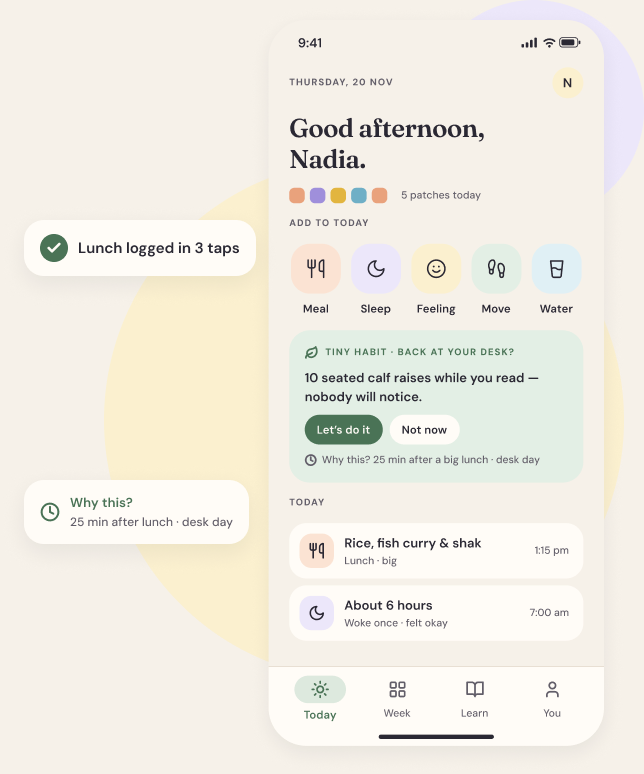 9:41
THURSDAY, 20 NOV
N
Good afternoon,
Nadia.
5 patches today
ADD TO TODAY
Meal
Sleep
Feeling
Move
Water
TINY HABIT · BACK AT YOUR DESK?
10 seated calf raises while you read —
nobody will notice.
Let's do it
Not now
Why this? 25 min after a big lunch · desk day
TODAY
Rice, fish curry & shak
Lunch · big
1:15 pm
About 6 hours
Woke once · felt okay
7:00 am
Today
Week
Learn
You
Lunch logged in 3 taps
Why this?
25 min after lunch · desk day